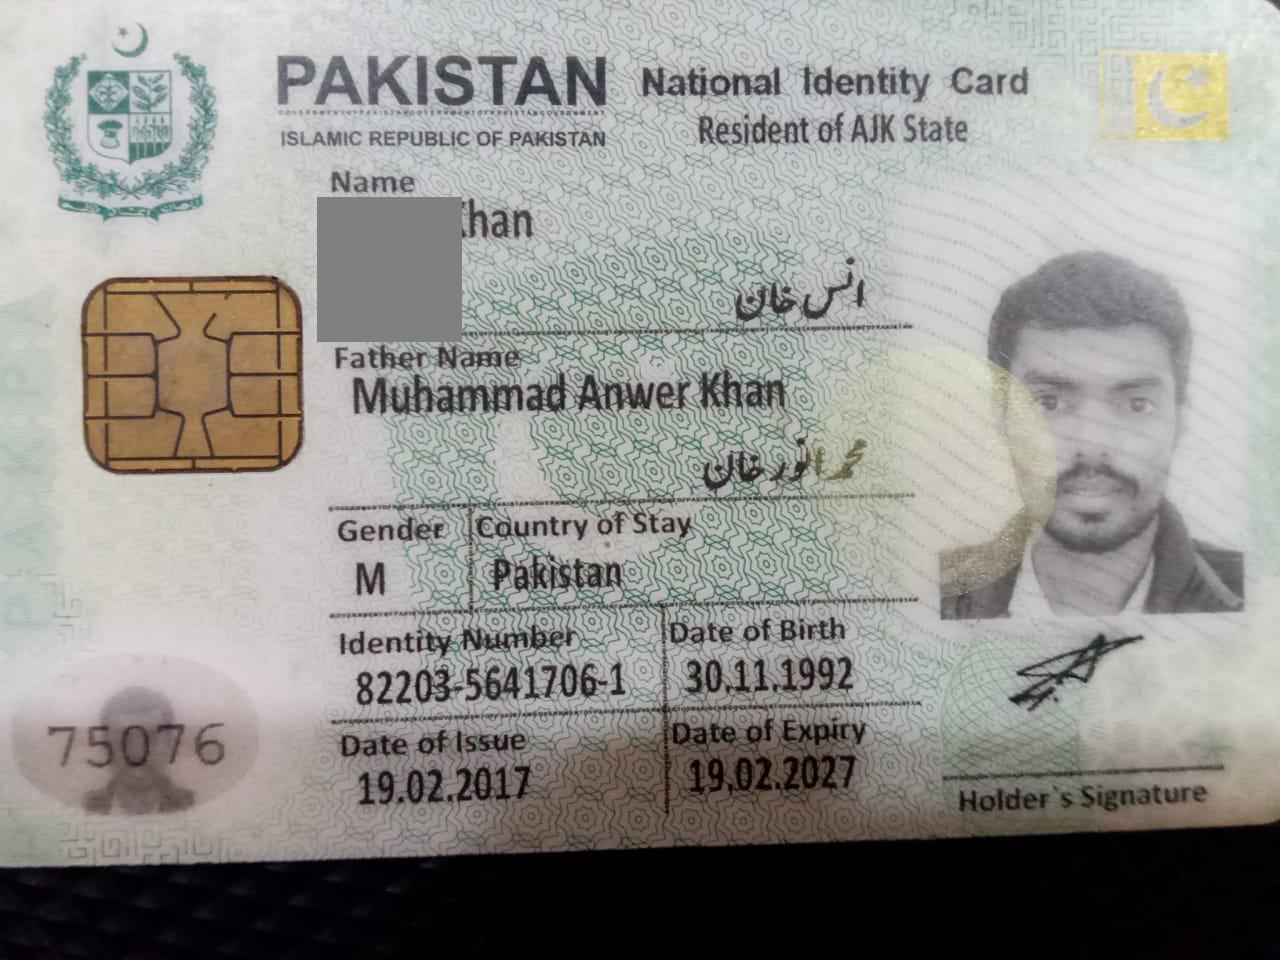 PAKISTAN National Identity Card
ISLAMIC REPUBLIC OF PAKISTAN Resident of AJK State
Name
Khan
انس خان
Father Name
Muhammad Anwer Khan
محمد انور خان
Gender Country of Stay
M Pakistan
Identity Number Date of Birth
82203-5641706-1 30.11.1992
Date of Issue Date of Expiry
19.02.2017 19.02.2027
75076
Holder's Signature